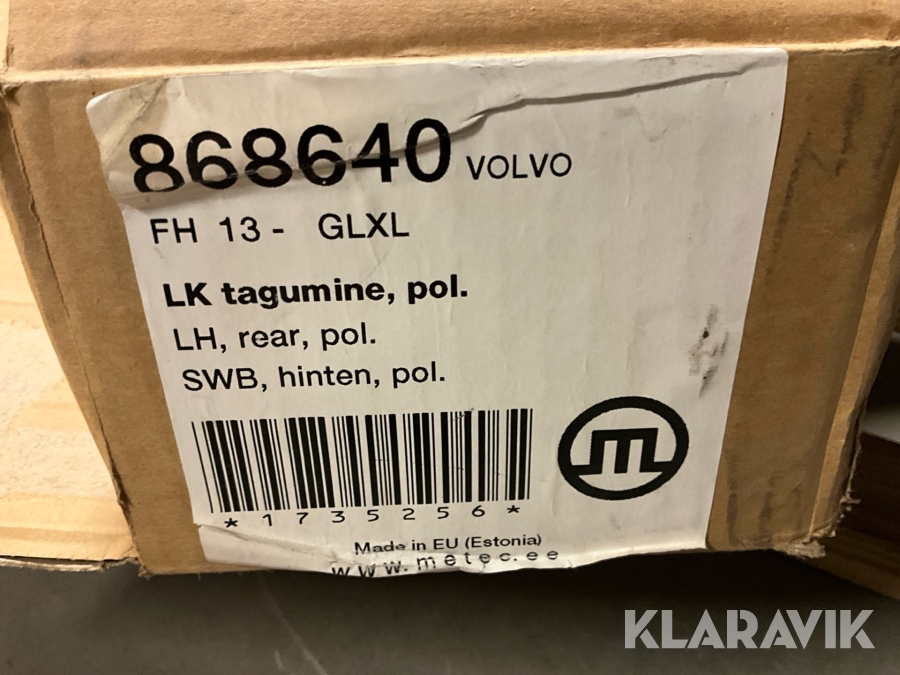 868640 VOLVO
FH 13 - GLXL
LK tagumine, pol.
LH, rear, pol.
SWB, hinten, pol.
*1735256*
m
Made in EU (Estonia)
www.metec.ee
KLARAVIK